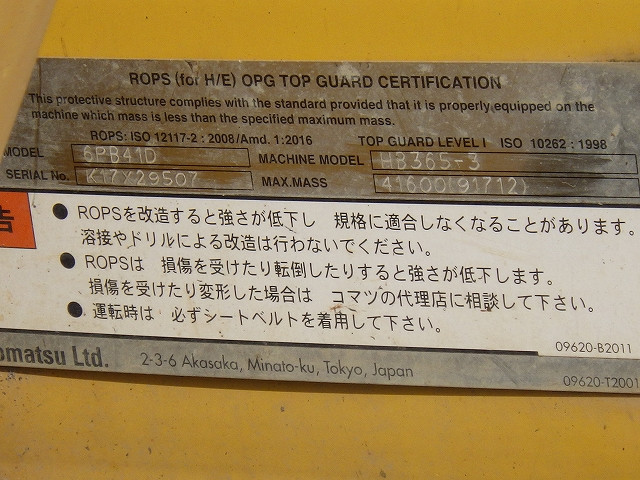 ROPS (for H/E) OPG TOP GUARD CERTIFICATION
This protective structure complies with the standard provided that it is properly equipped on the
machine which mass is less than the specified maximum mass.
ROPS: ISO 12117-2 : 2008/Amd. 1:2016 TOP GUARD LEVEL I ISO 10262 : 1998
MODEL 6PB41D MACHINE MODEL HB365-3
SERIAL No. K17X29507 MAX.MASS 41600(91712)
告
● ROPSを改造すると強さが低下し 規格に適合しなくなることがあります。
溶接やドリルによる改造は行わないでください。
● ROPSは 損傷を受けたり転倒したりすると強さが低下します。
損傷を受けたり変形した場合は コマツの代理店に相談して下さい。
● 運転時は 必ずシートベルトを着用して下さい。
09620-B2011
omatsu Ltd. 2-3-6 Akasaka, Minato-ku, Tokyo, Japan
09620-T2001